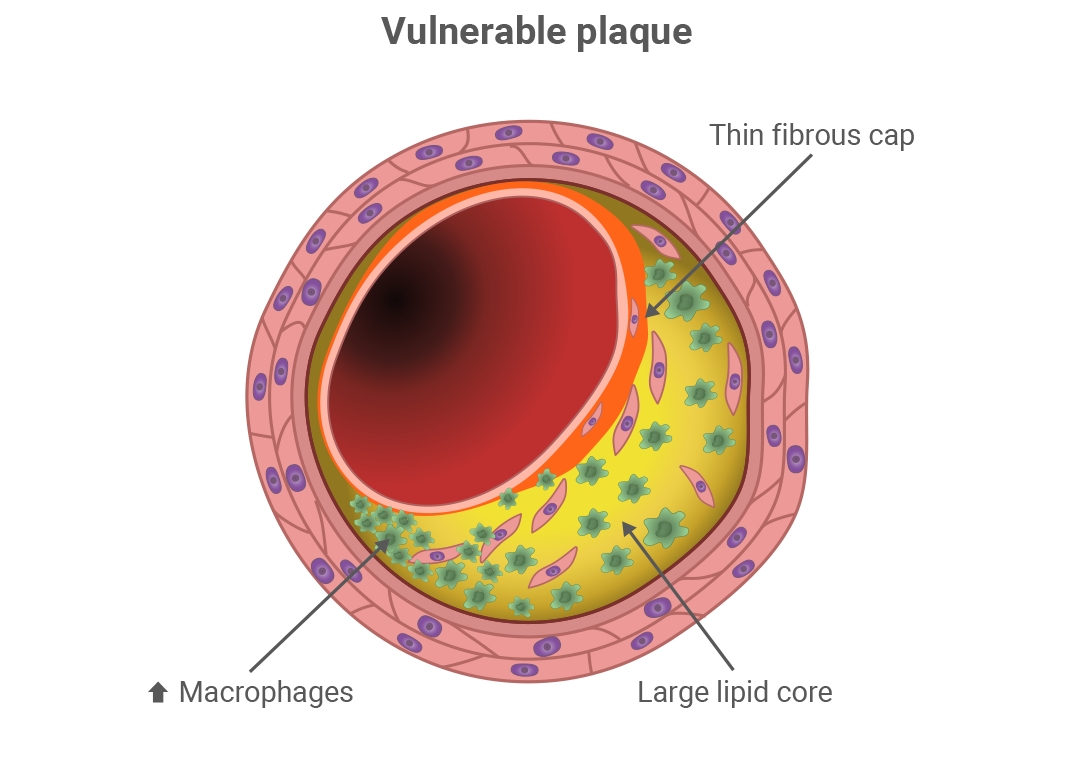 Vulnerable plaque
Thin fibrous cap
Macrophages
Large lipid core